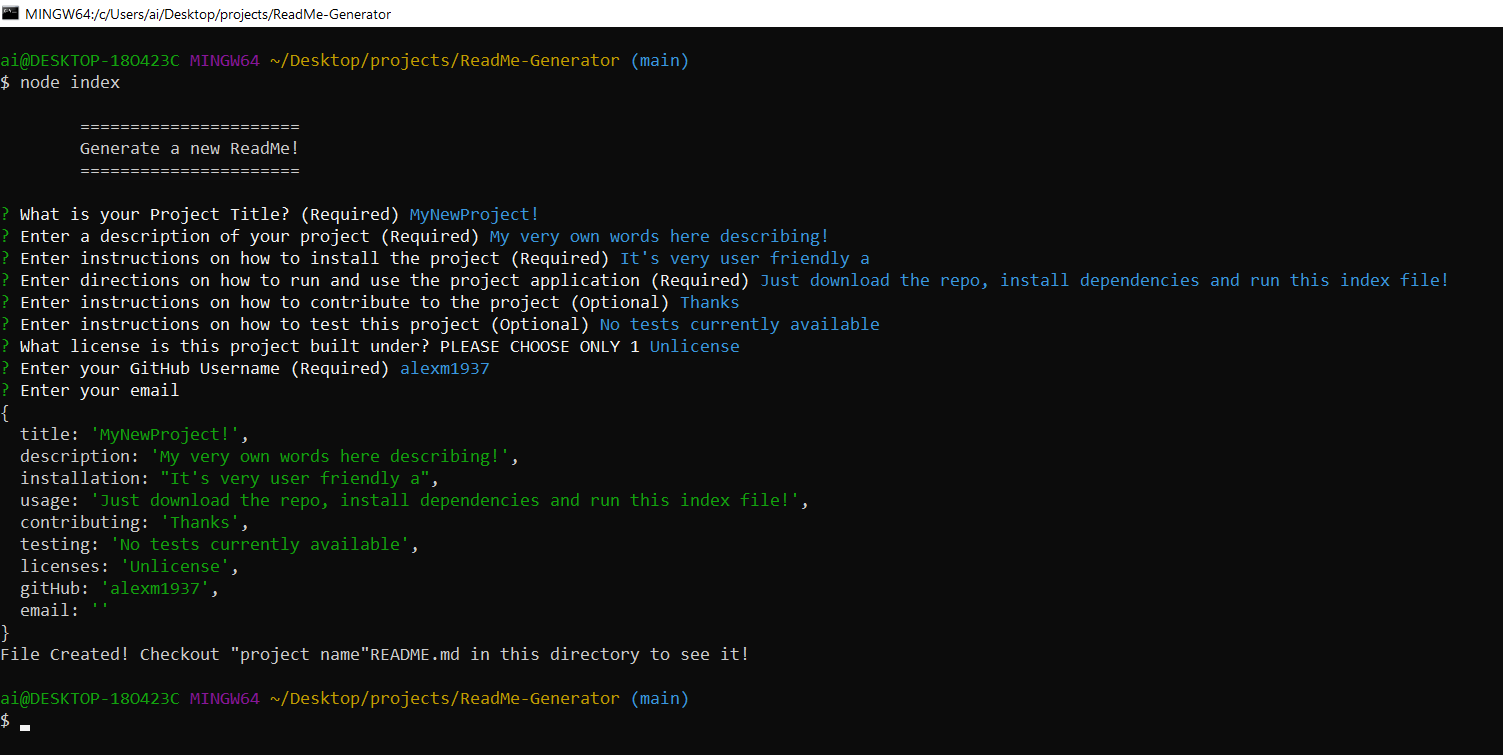 MINGW64:/c/Users/ai/Desktop/projects/ReadMe-Generator
ai@DESKTOP-18O423C MINGW64 ~/Desktop/projects/ReadMe-Generator (main)
$ node index
======================
Generate a new ReadMe!
======================
? What is your Project Title? (Required) MyNewProject!
? Enter a description of your project (Required) My very own words here describing!
? Enter instructions on how to install the project (Required) It's very user friendly a
? Enter directions on how to run and use the project application (Required) Just download the repo, install dependencies and run this index file!
? Enter instructions on how to contribute to the project (Optional) Thanks
? Enter instructions on how to test this project (Optional) No tests currently available
? What license is this project built under? PLEASE CHOOSE ONLY 1 Unlicense
? Enter your GitHub Username (Required) alexm1937
? Enter your email
{
  title: 'MyNewProject!',
  description: 'My very own words here describing!',
  installation: "It's very user friendly a",
  usage: 'Just download the repo, install dependencies and run this index file!',
  contributing: 'Thanks',
  testing: 'No tests currently available',
  licenses: 'Unlicense',
  gitHub: 'alexm1937',
  email: ''
}
File Created! Checkout "project name"README.md in this directory to see it!
ai@DESKTOP-18O423C MINGW64 ~/Desktop/projects/ReadMe-Generator (main)
$